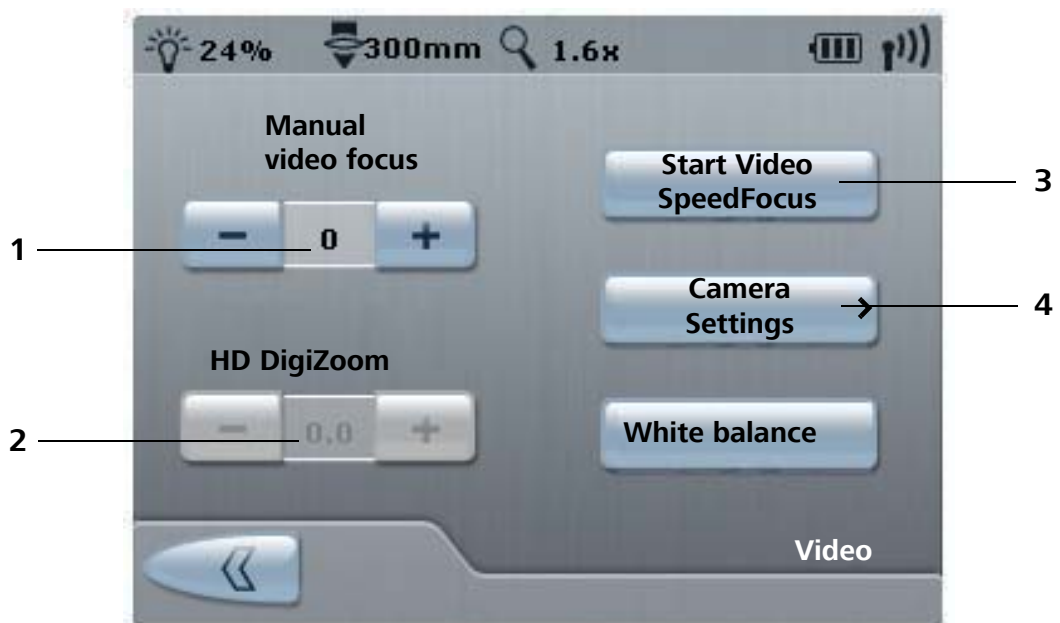 24% 300mm 1.6x
Manual
video focus
- 0 +
1
HD DigiZoom
- 0.0 +
2
Start Video
SpeedFocus
3
Camera
Settings
4
White balance
Video